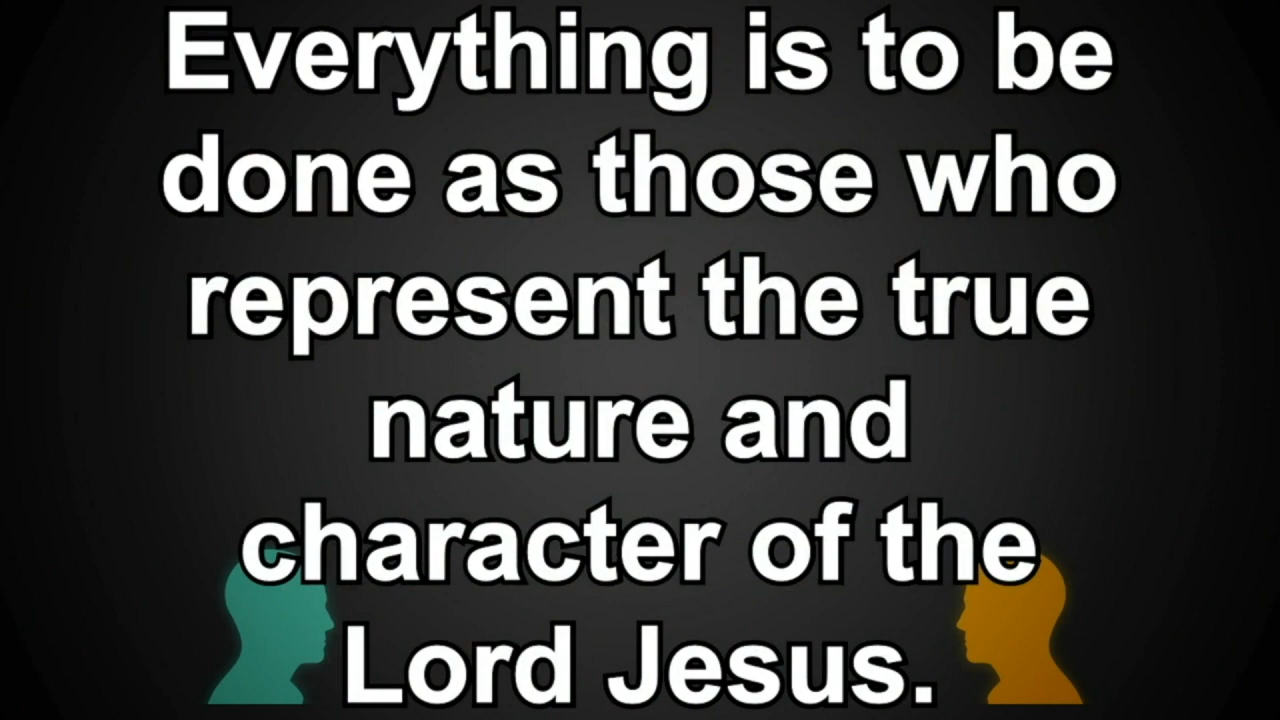 Everything is to be
done as those who
represent the true
nature and
character of the
Lord Jesus.